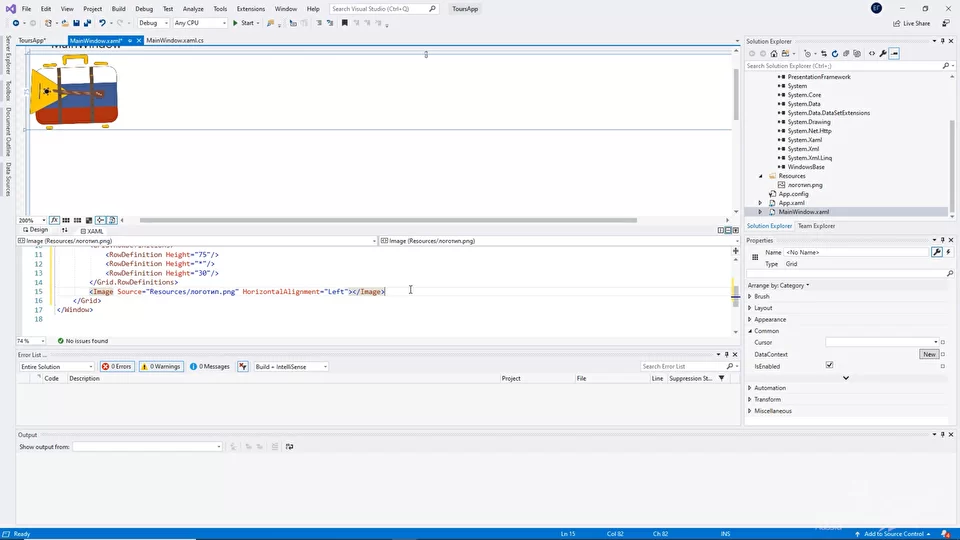 File Edit View Project Build Debug Test Analyze Tools Extensions Window Help Search Visual Studio (Ctrl+Q) ToursApp ЕГ
Debug Any CPU Start Live Share
ToursApp* MainWindow.xaml* MainWindow.xaml.cs
Server Explorer
Toolbox
Document Outline
Data Sources
MainWindow
200%
Design XAML
Image (Resources/логотип.png) Image (Resources/логотип.png)
11 <RowDefinition Height="75"/>
12 <RowDefinition Height="*"/>
13 <RowDefinition Height="30"/>
14 </Grid.RowDefinitions>
15 <Image Source="Resources/логотип.png" HorizontalAlignment="Left"></Image>
16 </Grid>
17 </Window>
18
74 % No issues found
Error List ...
Entire Solution 0 Errors 0 Warnings 0 Messages Build + IntelliSense Search Error List
Code Description Project File Line Suppression St...
Output
Show output from:
Solution Explorer
Search Solution Explorer (Ctrl+;)
PresentationFramework
System
System.Core
System.Data
System.Data.DataSetExtensions
System.Drawing
System.Net.Http
System.Xaml
System.Xml
System.Xml.Linq
WindowsBase
Resources
логотип.png
App.config
App.xaml
MainWindow.xaml
Solution Explorer Team Explorer
Properties
Name <No Name>
Type Grid
Arrange by: Category
Brush
Layout
Appearance
Common
Cursor
DataContext New
IsEnabled
Automation
Transform
Miscellaneous
Ready Ln 15 Col 82 Ch 82 INS Add to Source Control